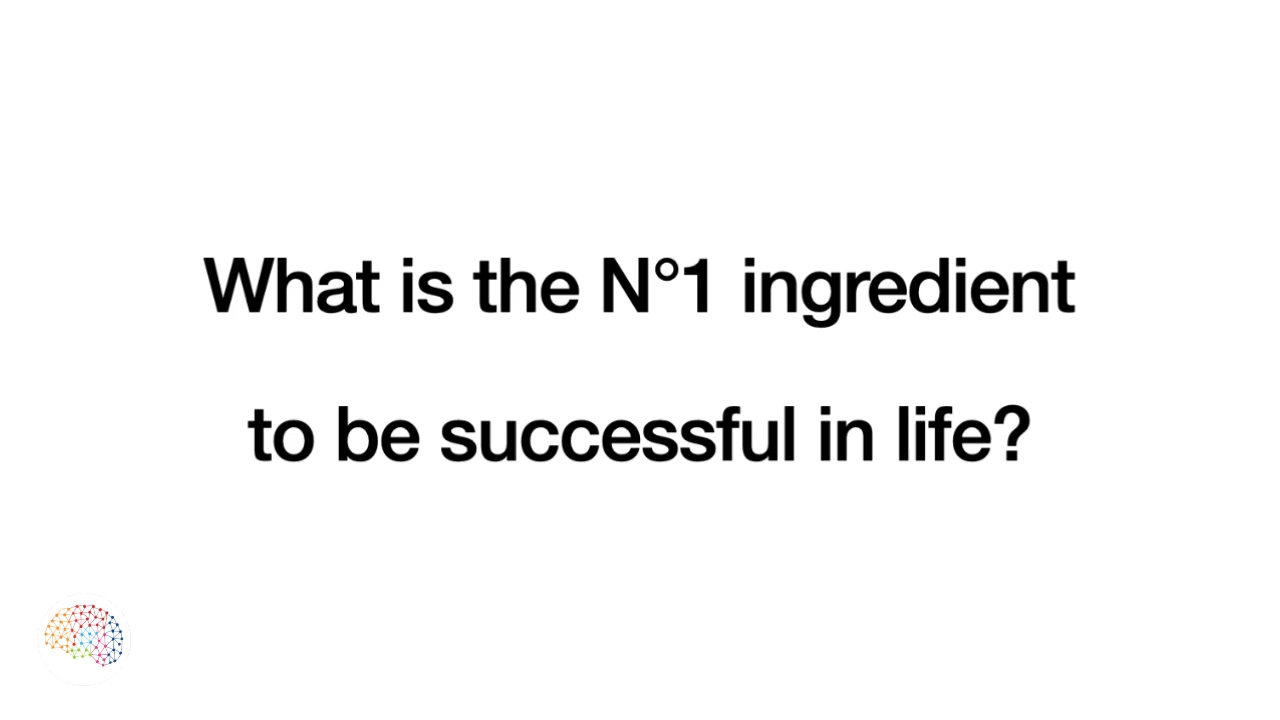 What is the N°1 ingredient
to be successful in life?